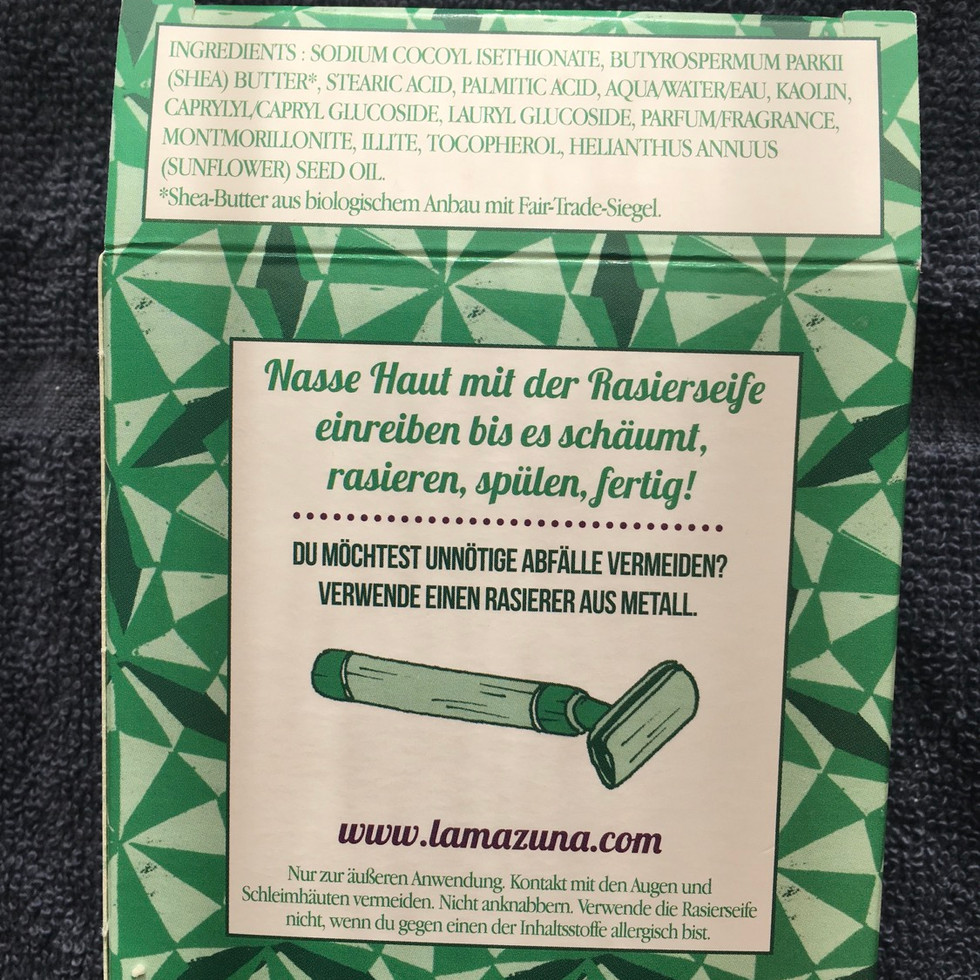 INGREDIENTS : SODIUM COCOYL ISETHIONATE, BUTYROSPERMUM PARKII
(SHEA) BUTTER*, STEARIC ACID, PALMITIC ACID, AQUA/WATER/EAU, KAOLIN,
CAPRYLYL/CAPRYL GLUCOSIDE, LAURYL GLUCOSIDE, PARFUM/FRAGRANCE,
MONTMORILLONITE, ILLITE, TOCOPHEROL, HELIANTHUS ANNUUS
(SUNFLOWER) SEED OIL.
*Shea-Butter aus biologischem Anbau mit Fair-Trade-Siegel.
Nasse Haut mit der Rasierseife
einreiben bis es schäumt,
rasieren, spülen, fertig!
DU MÖCHTEST UNNÖTIGE ABFÄLLE VERMEIDEN?
VERWENDE EINEN RASIERER AUS METALL.
www.lamazuna.com
Nur zur äußeren Anwendung. Kontakt mit den Augen und
Schleimhäuten vermeiden. Nicht anknabbern. Verwende die Rasierseife
nicht, wenn du gegen einen der Inhaltsstoffe allergisch bist.